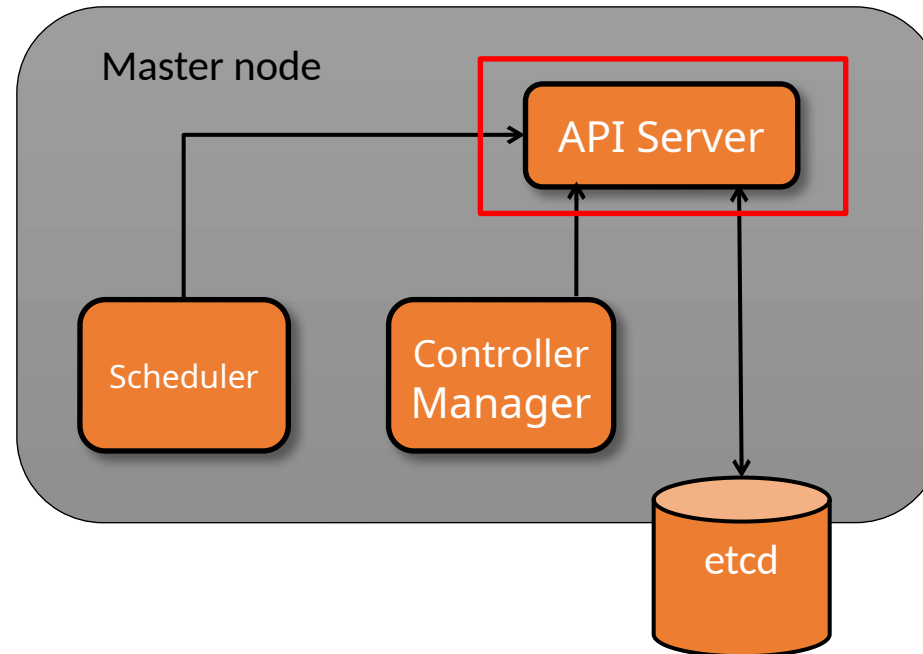 Master node
API Server
Scheduler
Controller
Manager
etcd